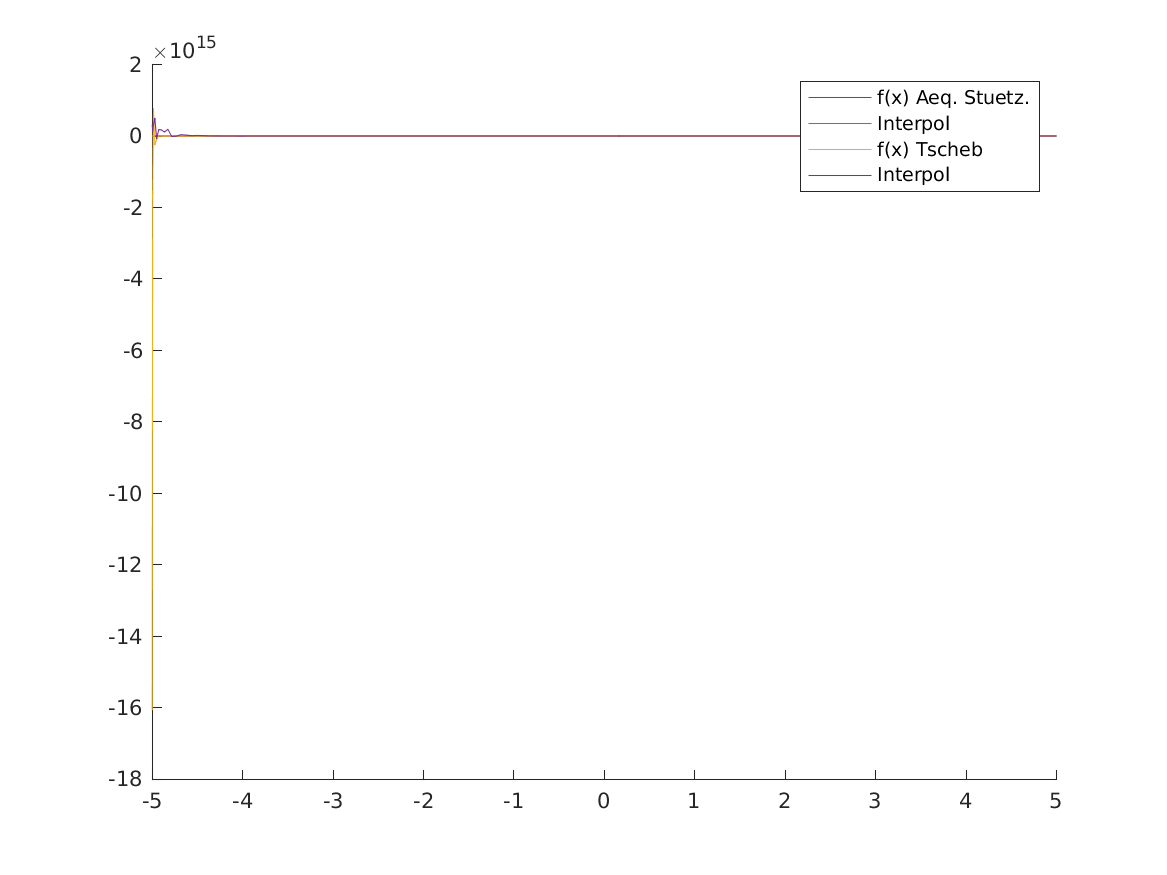 ×10^15
2
0
-2
-4
-6
-8
-10
-12
-14
-16
-18
-5 -4 -3 -2 -1 0 1 2 3 4 5
f(x) Aeq. Stuetz.
Interpol
f(x) Tscheb
Interpol